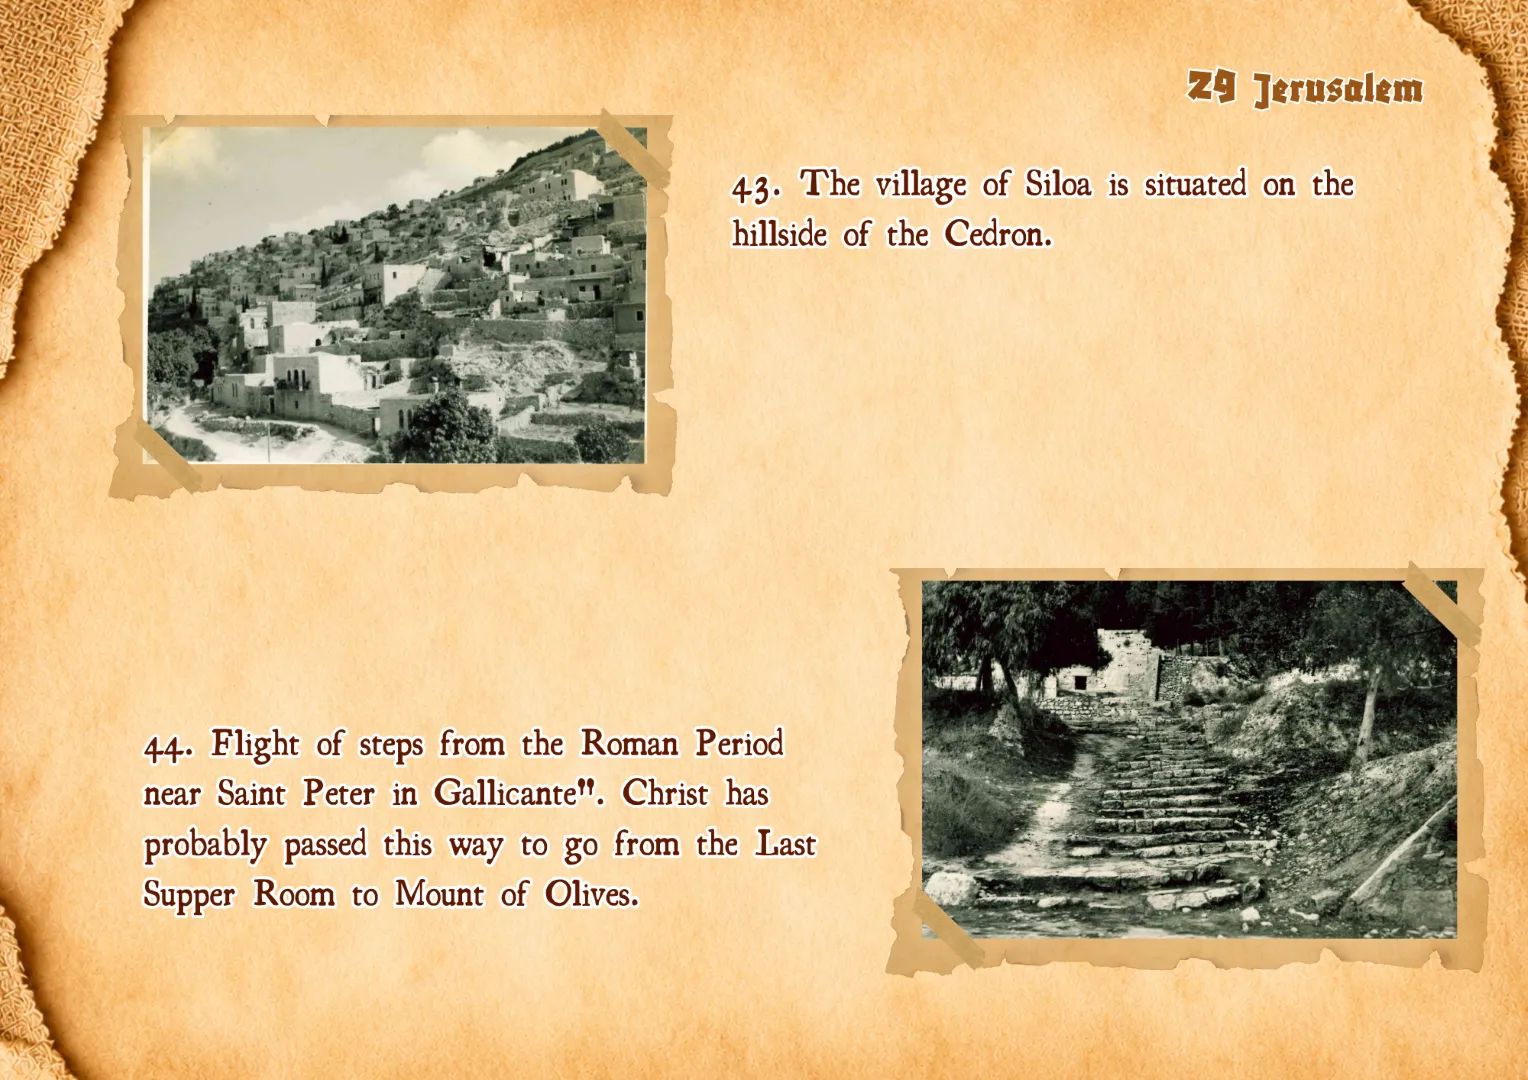 29 Jerusalem
43. The village of Siloa is situated on the
hillside of the Cedron.
44. Flight of steps from the Roman Period
near Saint Peter in Gallicante". Christ has
probably passed this way to go from the Last
Supper Room to Mount of Olives.